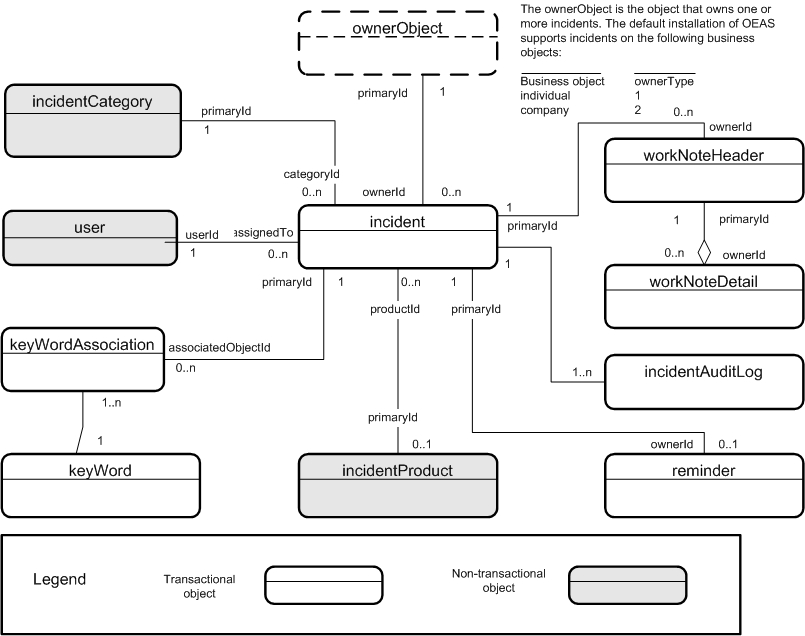 The ownerObject is the object that owns one or
more incidents. The default installation of OEAS
supports incidents on the following business
objects:
Business object ownerType
individual 1
company 2
ownerObject
primaryId 1
incidentCategory
primaryId
1
categoryId
0..n
ownerId 0..n
0..n
ownerId
workNoteHeader
1 primaryId
0..n ownerId
workNoteDetail
user
userId
1
assignedTo
0..n
incident
1
primaryId
1
primaryId 1
0..n
productId
1
primaryId
keyWordAssociation
associatedObjectId
0..n
1..n
1
keyWord
primaryId
0..1
incidentProduct
1..n
incidentAuditLog
ownerId 0..1
reminder
Legend
Transactional
object
Non-transactional
object